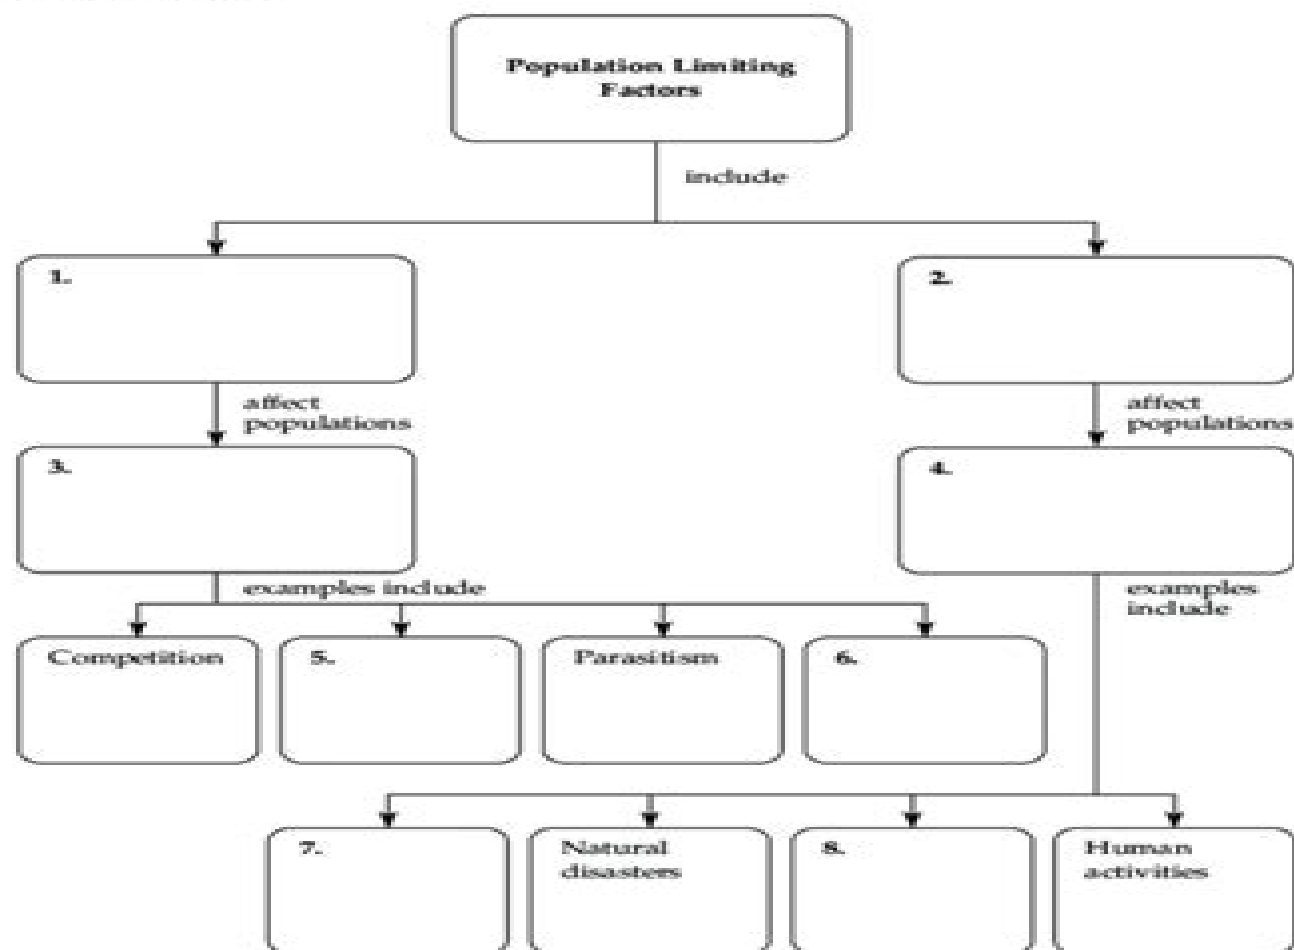 Population Limiting
Factors
include
1.
2.
affect
populations
affect
populations
3.
4.
examples include
examples
include
Competition
5.
Parasitism
6.
7.
Natural
disasters
8.
Human
activities